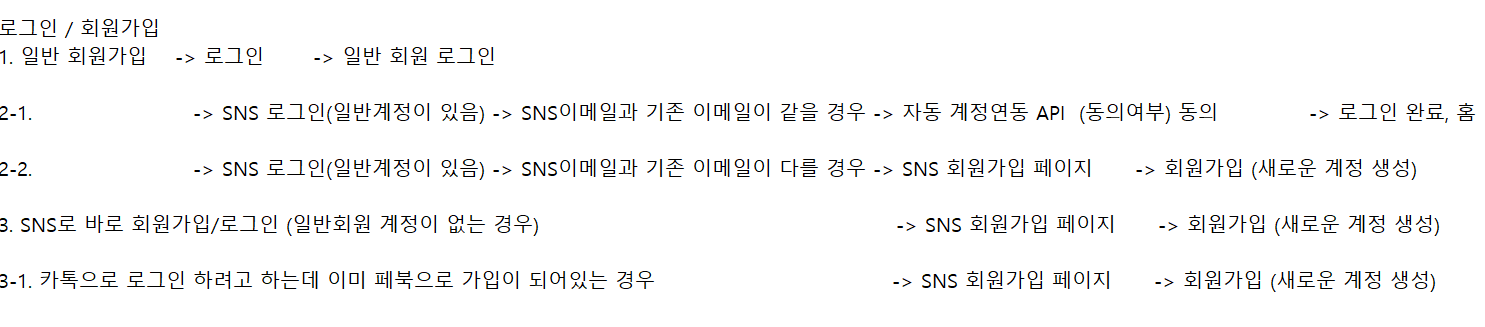 로그인 / 회원가입
1. 일반 회원가입 -> 로그인 -> 일반 회원 로그인
2-1. -> SNS 로그인(일반계정이 있음) -> SNS이메일과 기존 이메일이 같을 경우 -> 자동 계정연동 API (동의여부) 동의 -> 로그인 완료, 홈
2-2. -> SNS 로그인(일반계정이 있음) -> SNS이메일과 기존 이메일이 다를 경우 -> SNS 회원가입 페이지 -> 회원가입 (새로운 계정 생성)
3. SNS로 바로 회원가입/로그인 (일반회원 계정이 없는 경우) -> SNS 회원가입 페이지 -> 회원가입 (새로운 계정 생성)
3-1. 카톡으로 로그인 하려고 하는데 이미 페북으로 가입이 되어있는 경우 -> SNS 회원가입 페이지 -> 회원가입 (새로운 계정 생성)